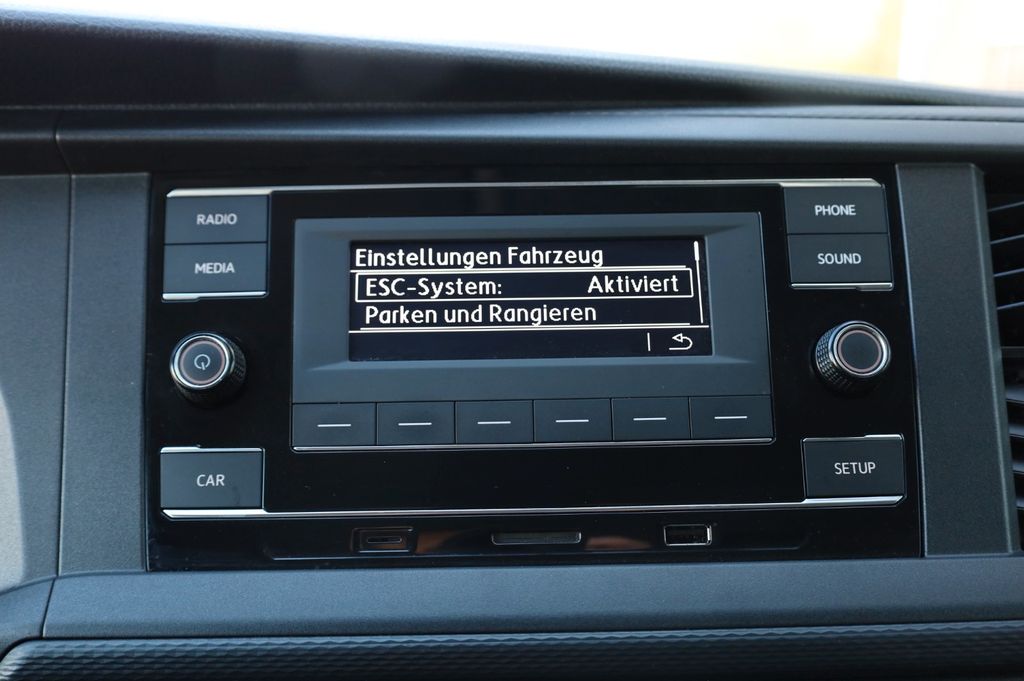 RADIO
MEDIA
PHONE
SOUND
Einstellungen Fahrzeug
ESC-System: Aktiviert
Parken und Rangieren
CAR
SETUP